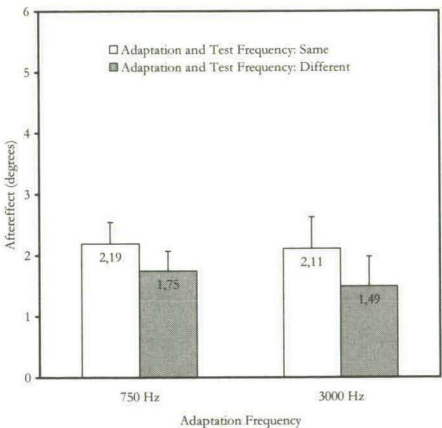 6
Adaptation and Test Frequency: Same
Adaptation and Test Frequency: Different
5
4
3
2
1
0
Aftereffect (degrees)
2,19
1,75
2,11
1,49
750 Hz
3000 Hz
Adaptation Frequency